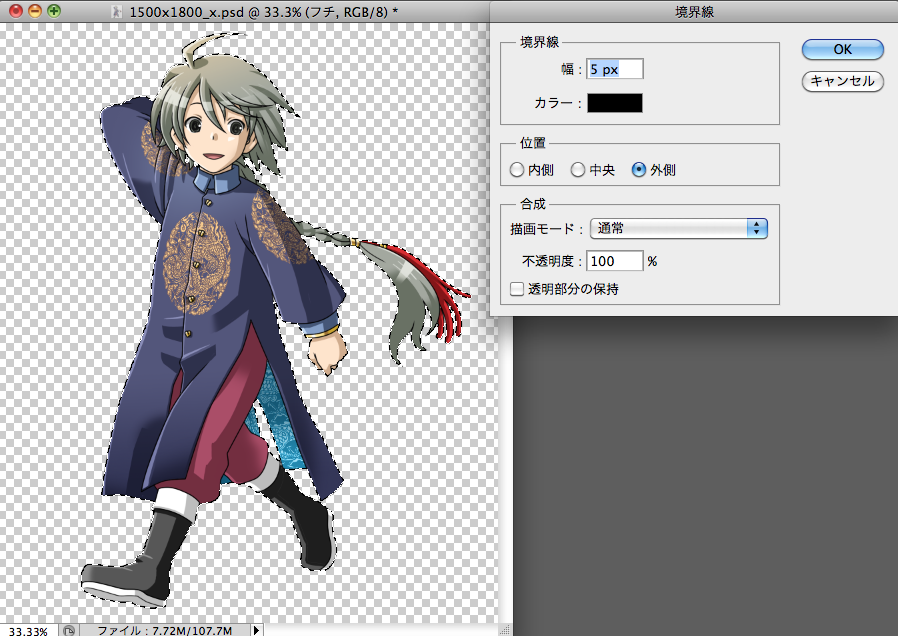 1500x1800_x.psd @ 33.3% (フチ, RGB/8) *
境界線
境界線
幅 : 5 px
カラー :
OK
キャンセル
位置
内側 中央 外側
合成
描画モード : 通常
不透明度 : 100 %
透明部分の保持
33.33% ファイル : 7.72M/107.7M